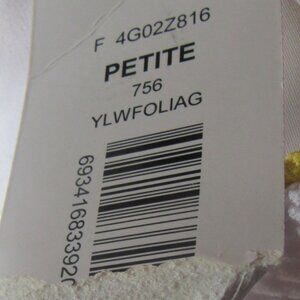 F 4G02Z816
PETITE
756
YLWFOLIAG
69341683392